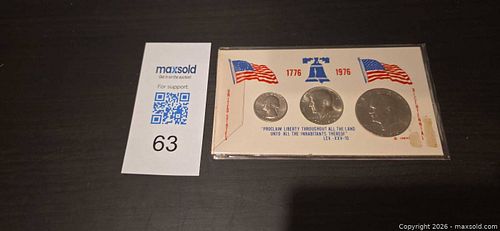 maxsold
Get in on the auction!
For support
63
1776
1976
"PROCLAIM LIBERTY THROUGHOUT ALL THE LAND
UNTO ALL THE INHABITANTS THEREOF"
LEV. -XXV-10
Copyright 2026 - maxsold.com